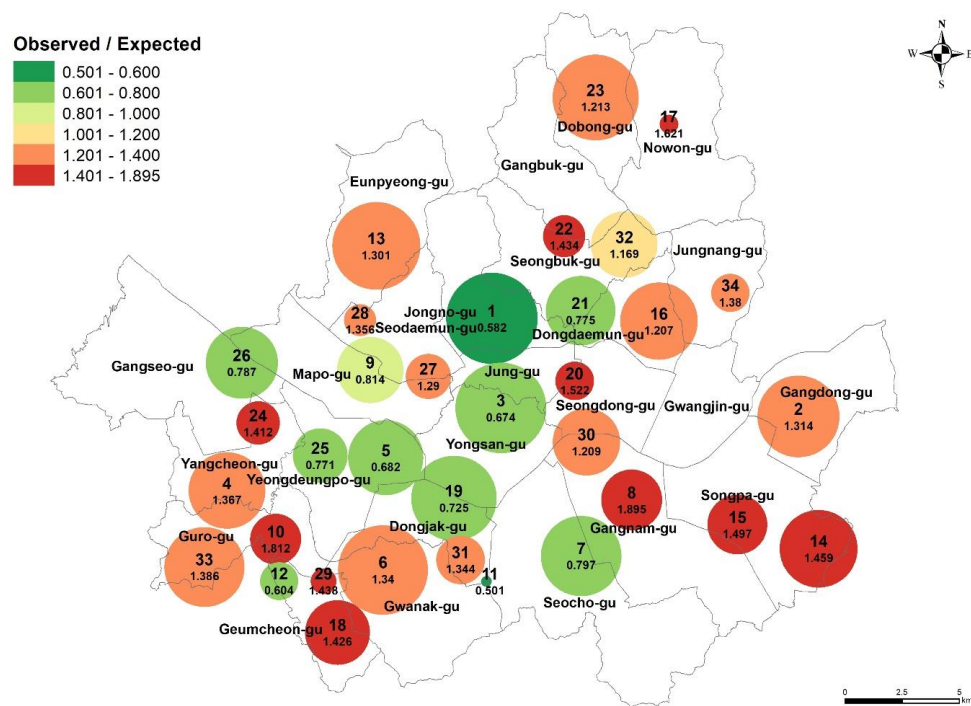 Observed / Expected
0.501 - 0.600
0.601 - 0.800
0.801 - 1.000
1.001 - 1.200
1.201 - 1.400
1.401 - 1.895
N
W E
S
23
1.213
Dobong-gu
17
1.621
Nowon-gu
Gangbuk-gu
Eunpyeong-gu
13
1.301
22
1.434
Seongbuk-gu
32
1.169
Jungnang-gu
34
1.38
28
1.356
Jongno-gu
Seodaemun-gu
1
0.582
21
0.775
Dongdaemun-gu
16
1.207
26
0.787
Gangseo-gu
Mapo-gu
9
0.814
27
1.29
Jung-gu
20
1.522
Seongdong-gu
Gwangjin-gu
Gangdong-gu
2
1.314
3
0.674
Yongsan-gu
24
1.412
25
0.771
Yeongdeungpo-gu
5
0.682
30
1.209
Yangcheon-gu
4
1.367
19
0.725
Dongjak-gu
8
1.895
Gangnam-gu
Songpa-gu
15
1.497
14
1.459
Guro-gu
33
1.386
10
1.812
12
0.604
29
1.438
6
1.34
Gwanak-gu
31
1.344
11
0.501
7
0.797
Seocho-gu
Geumcheon-gu
18
1.426
0 2.5 5
km